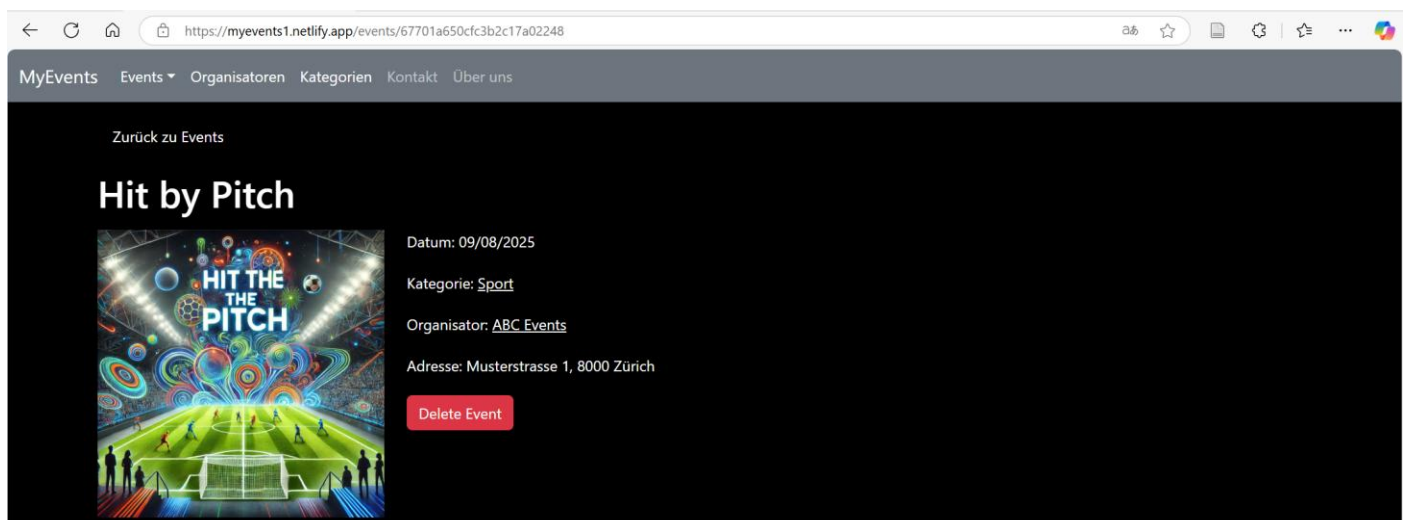 https://myevents1.netlify.app/events/67701a650cfc3b2c17a02248 aあ
MyEvents Events Organisatoren Kategorien Kontakt Über uns
Zurück zu Events
Hit by Pitch
HIT THE
THE
PITCH
Datum: 09/08/2025
Kategorie: Sport
Organisator: ABC Events
Adresse: Musterstrasse 1, 8000 Zürich
Delete Event